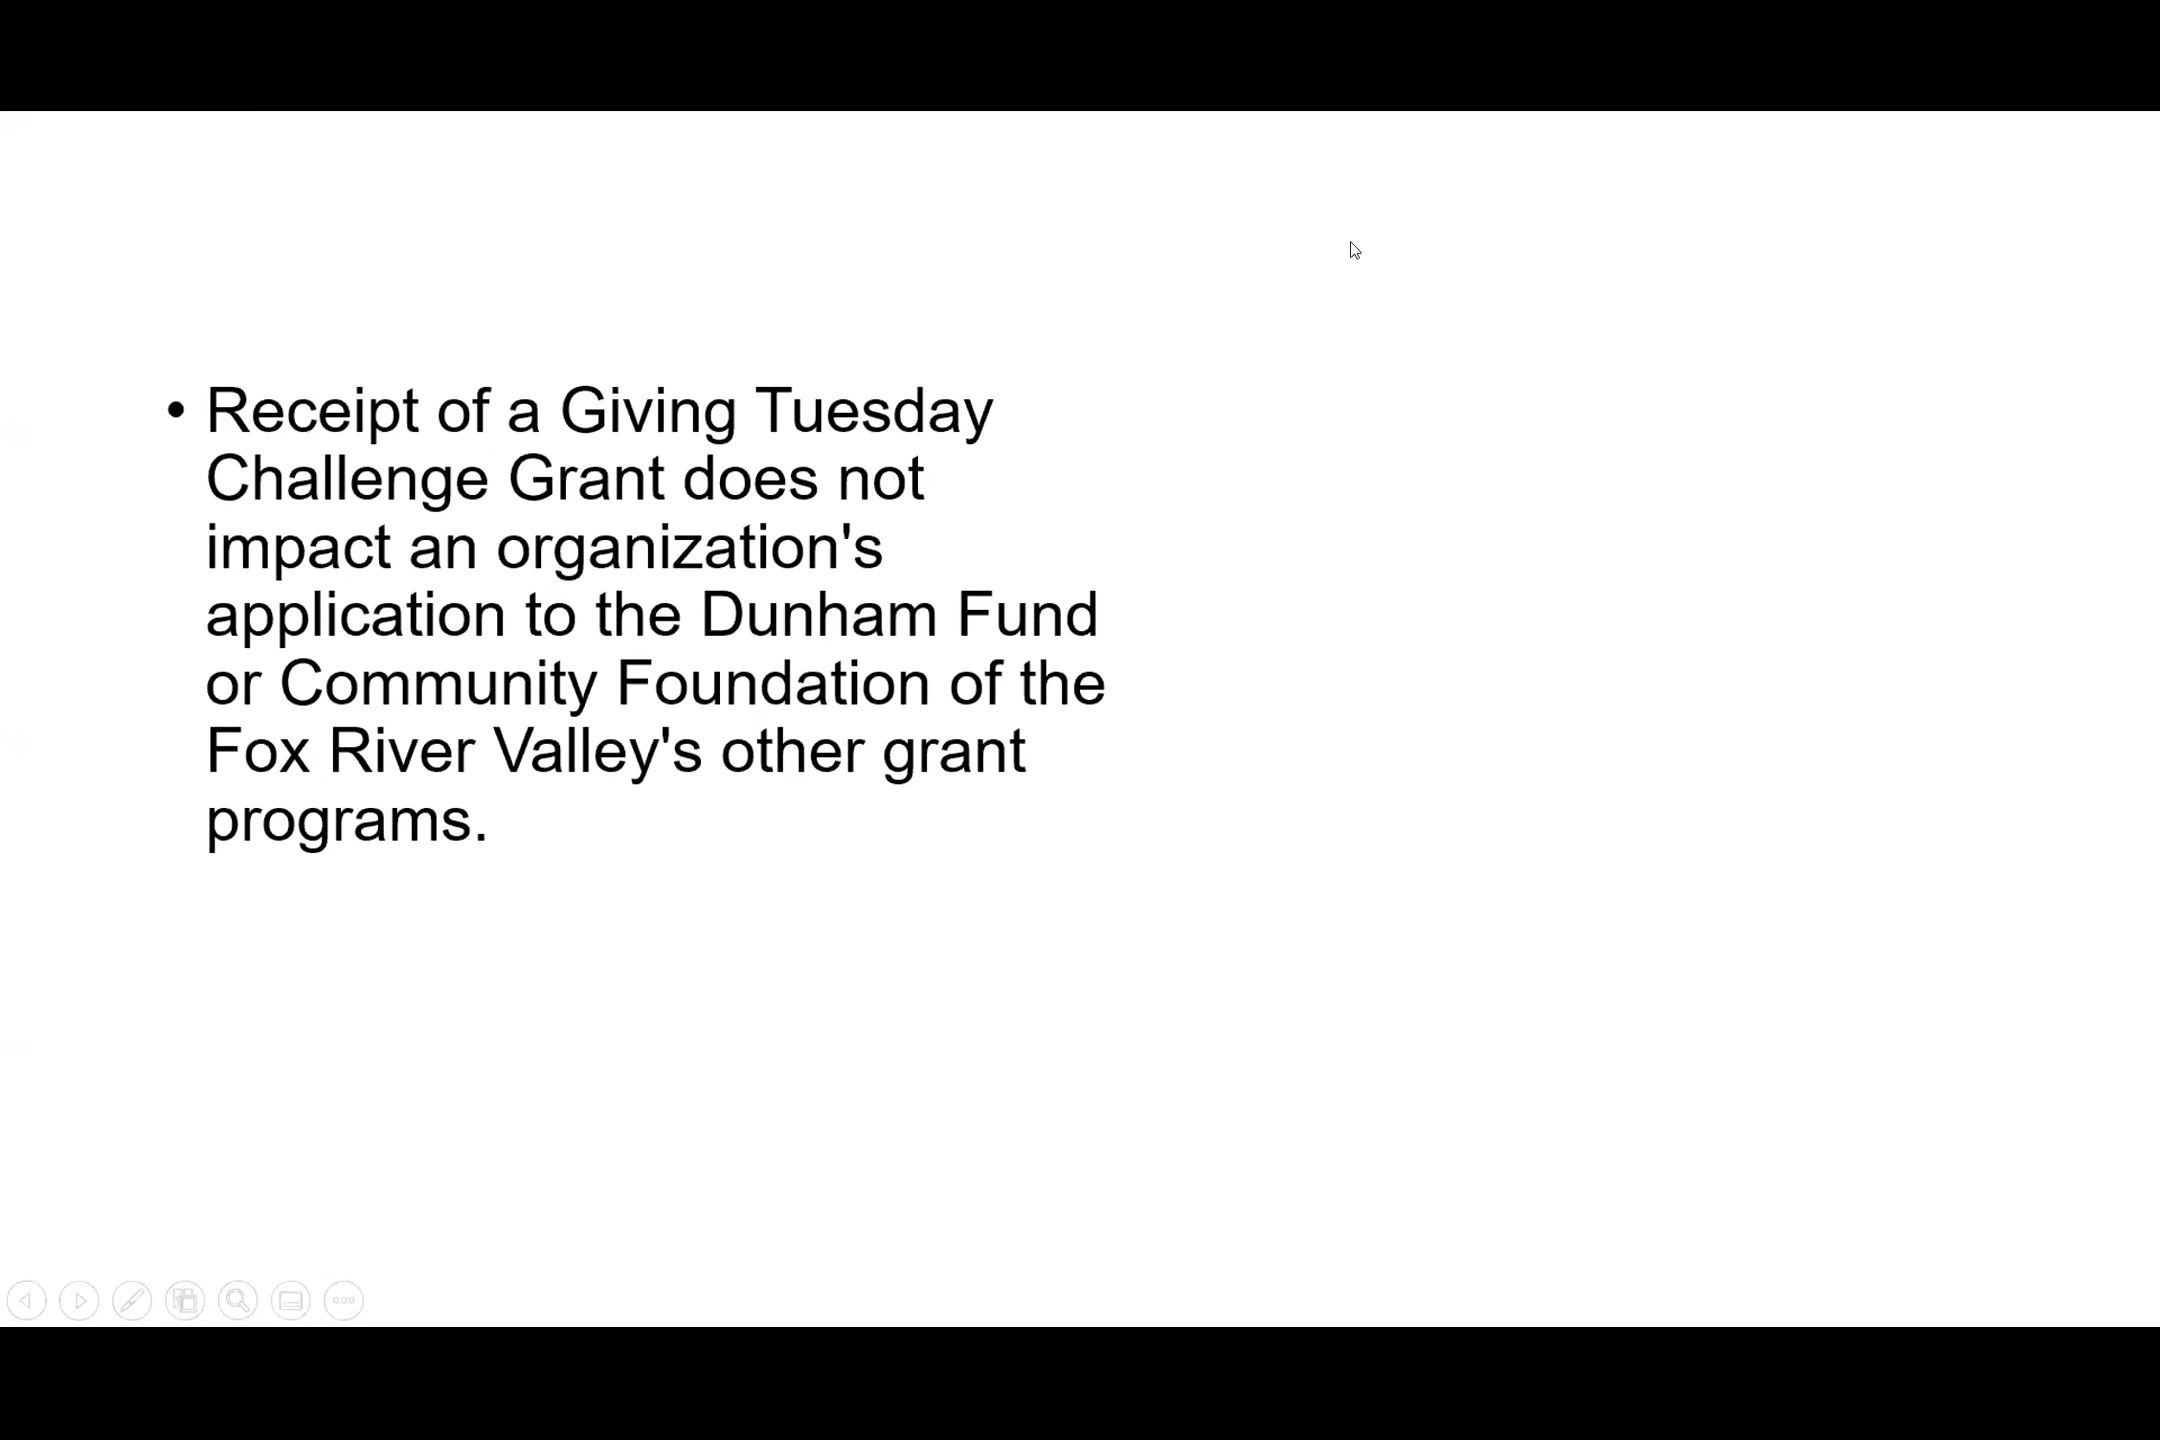 • Receipt of a Giving Tuesday
Challenge Grant does not
impact an organization's
application to the Dunham Fund
or Community Foundation of the
Fox River Valley's other grant
programs.